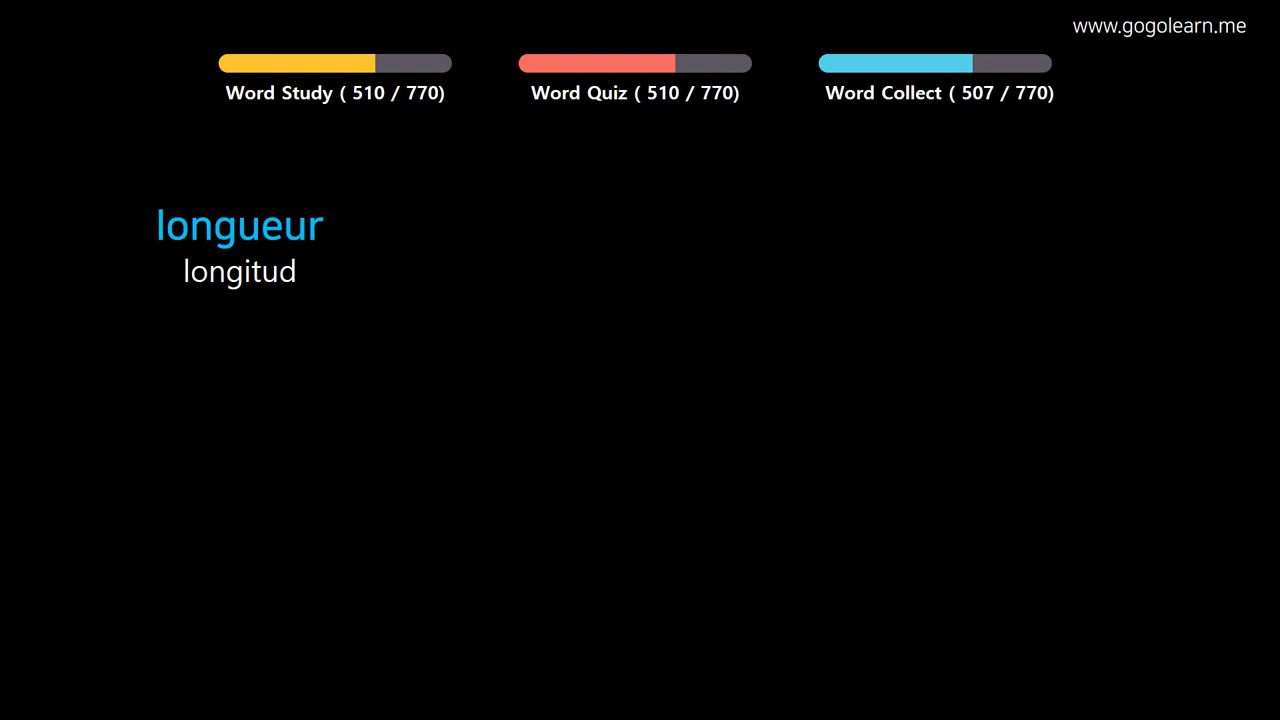 www.gogolearn.me
Word Study ( 510 / 770)
Word Quiz ( 510 / 770)
Word Collect ( 507 / 770)
longueur
longitud